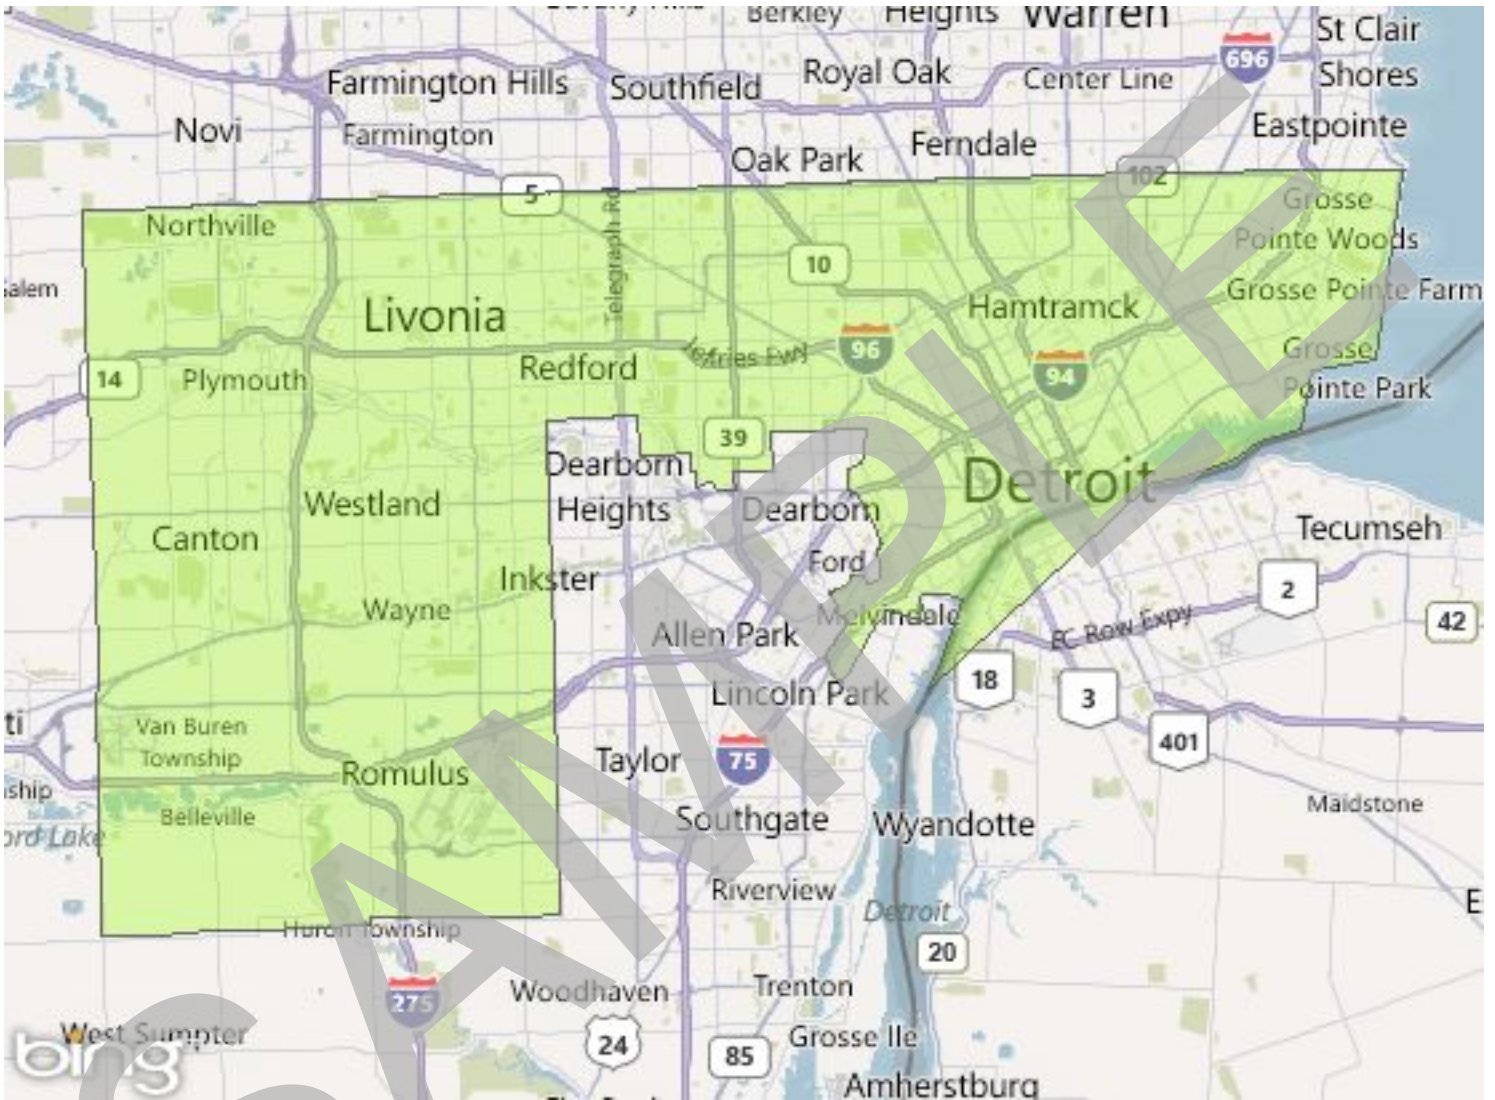 Berkley
Heights
Warren
St Clair
Shores
696
Farmington Hills
Southfield
Royal Oak
Center Line
Novi
Farmington
Oak Park
Ferndale
Eastpointe
5
102
Northville
Telegraph Rd
10
Grosse
Pointe Woods
Livonia
Hamtramck
Grosse Pointe Farm
Jeffries Fwy
96
94
Grosse
Pointe Park
14
Plymouth
Redford
39
Dearborn
Heights
Detroit
Westland
Dearborn
Canton
Tecumseh
Ford
Inkster
2
Wayne
Melvindale
42
Allen Park
EC Row Expy
Lincoln Park
18
3
ti
Van Buren
Township
401
Romulus
Taylor
75
ship
Belleville
Southgate
Wyandotte
Maidstone
ord Lake
Riverview
Detroit
E
Huron Township
20
275
Woodhaven
Trenton
West Sumpter
24
85
Grosse Ile
bing
Amherstburg
SAMPLE